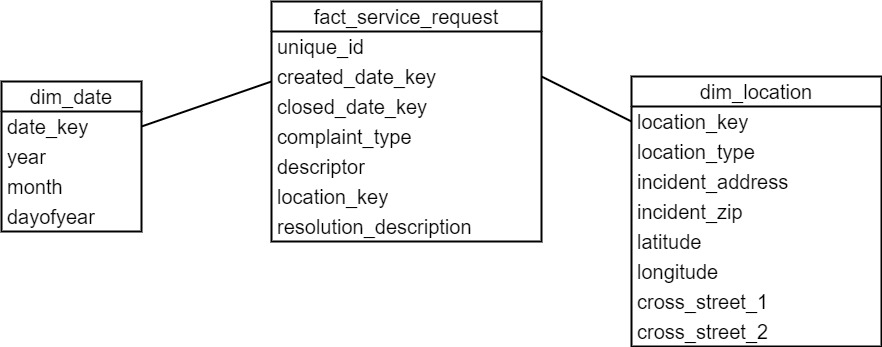 fact_service_request
unique_id
created_date_key
closed_date_key
complaint_type
descriptor
location_key
resolution_description
dim_date
date_key
year
month
dayofyear
dim_location
location_key
location_type
incident_address
incident_zip
latitude
longitude
cross_street_1
cross_street_2